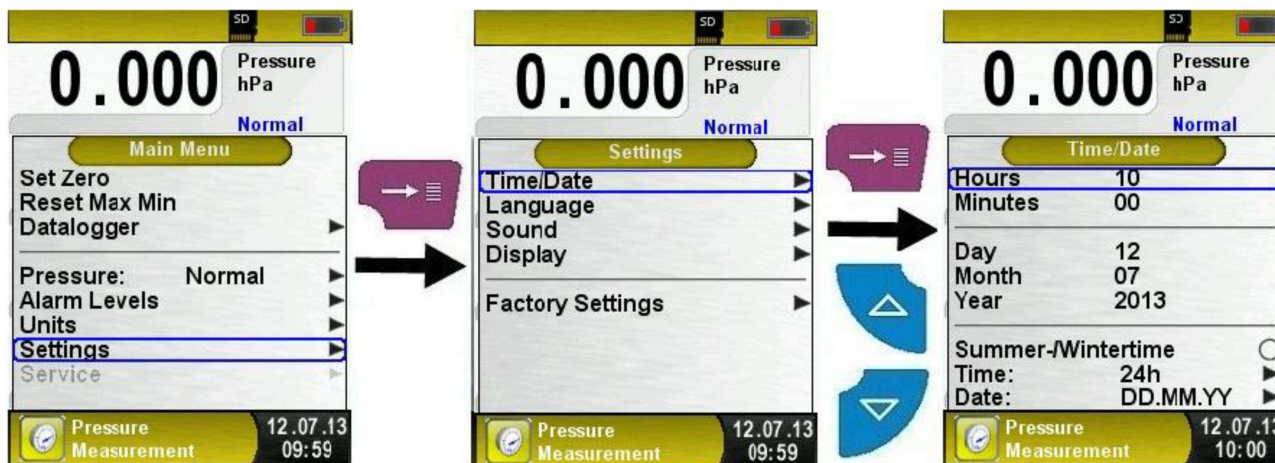 SD
0.000
Pressure
hPa
Normal
Main Menu
Set Zero
Reset Max Min
Datalogger
Pressure: Normal
Alarm Levels
Units
Settings
Service
Pressure
Measurement
12.07.13
09:59
SD
0.000
Pressure
hPa
Normal
Settings
Time/Date
Language
Sound
Display
Factory Settings
Pressure
Measurement
12.07.13
09:59
SD
0.000
Pressure
hPa
Normal
Time/Date
Hours 10
Minutes 00
Day 12
Month 07
Year 2013
Summer-/Wintertime
Time: 24h
Date: DD.MM.YY
Pressure
Measurement
12.07.13
10:00